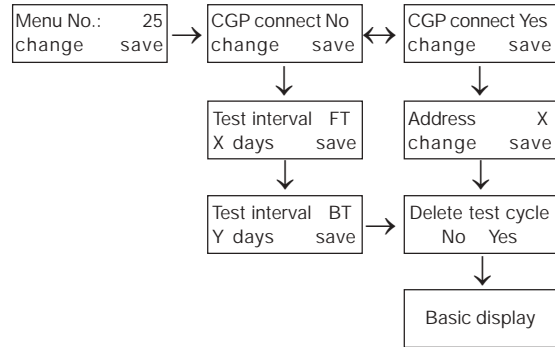 Menu No.: 25
change save
CGP connect No
change save
CGP connect Yes
change save
Test interval FT
X days save
Address X
change save
Test interval BT
Y days save
Delete test cycle
No Yes
Basic display